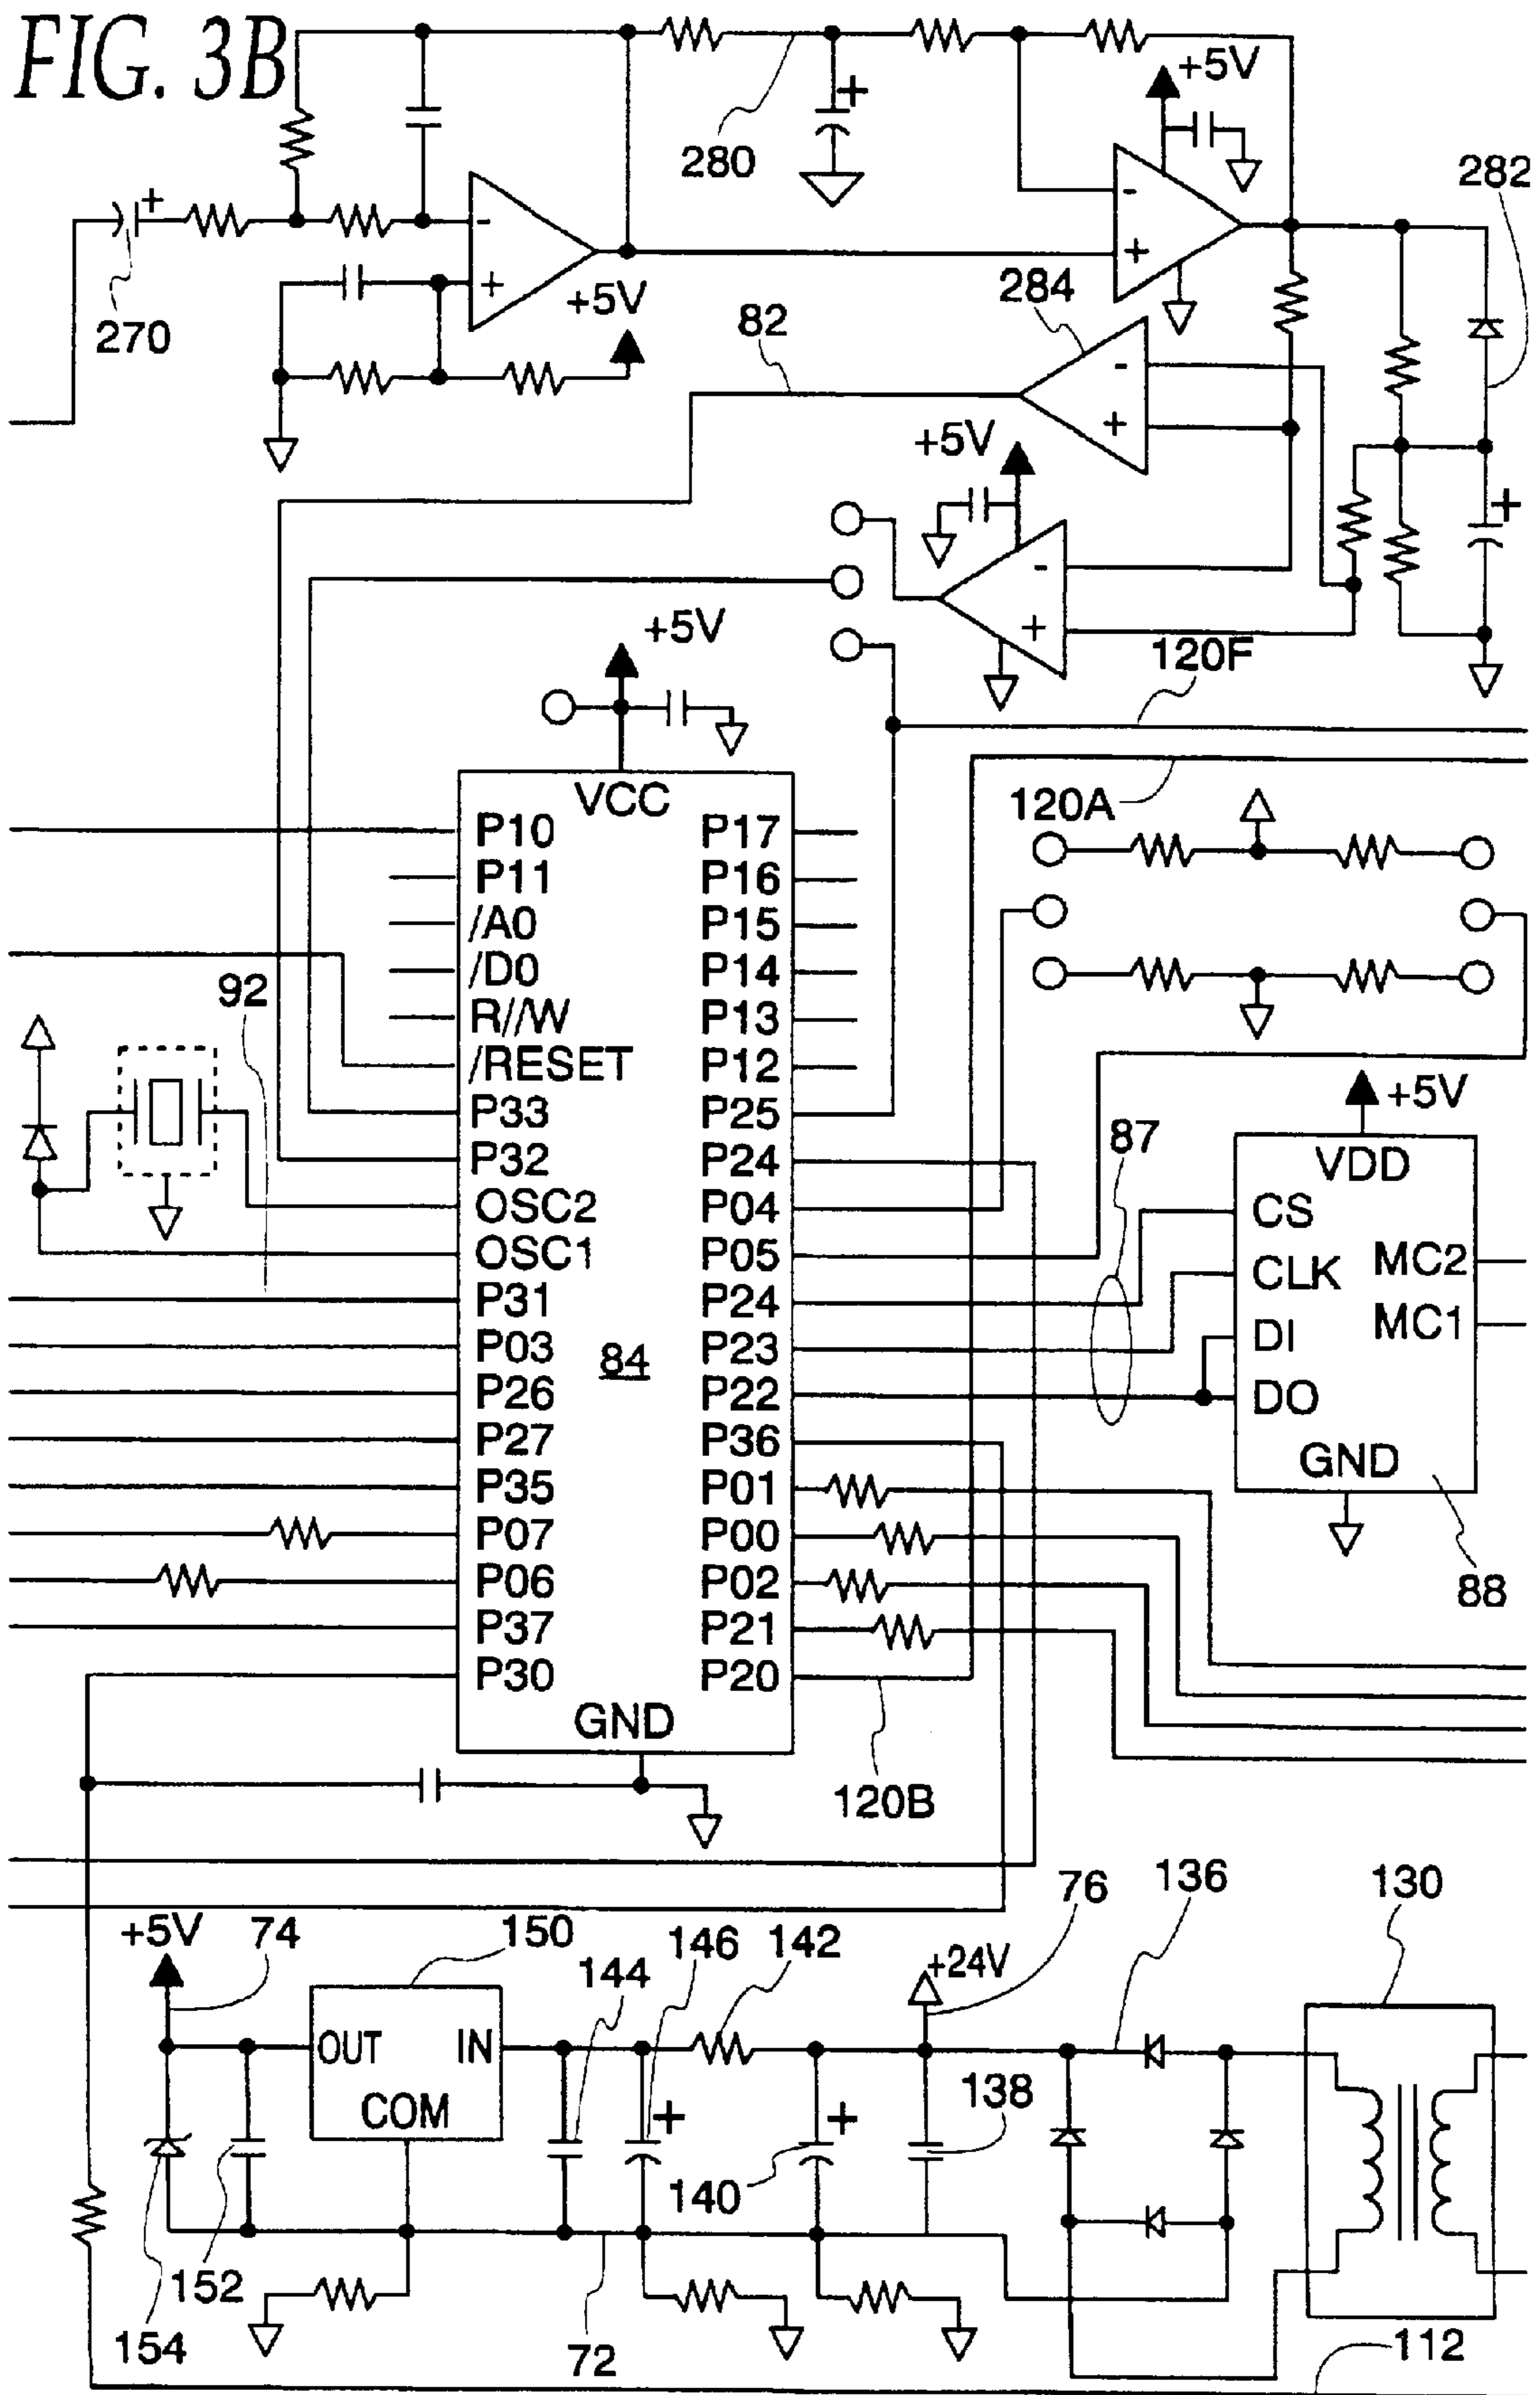 FIG. 3B
+5V
+
280
282
+
-
+
270
-
+
+5V
-
+
284
82
-
+
+5V
+
-
+
+5V
120F
VCC
120A
P10 P17
P11 P16
/A0 P15
/D0 P14
92
R//W P13
/RESET P12
P33 P25
+5V
87
P32 P24
VDD
OSC2 P04
CS
OSC1 P05
CLK MC2
P31 P24
DI MC1
P03 84 P23
P26 P22
DO
P27 P36
GND
P35 P01
P07 P00
P06 P02
88
P37 P21
P30 P20
GND
120B
+5V 74 150 144 146 142 +24V 76 136 130
OUT IN
COM
+
+
138
140
152
154
72
112